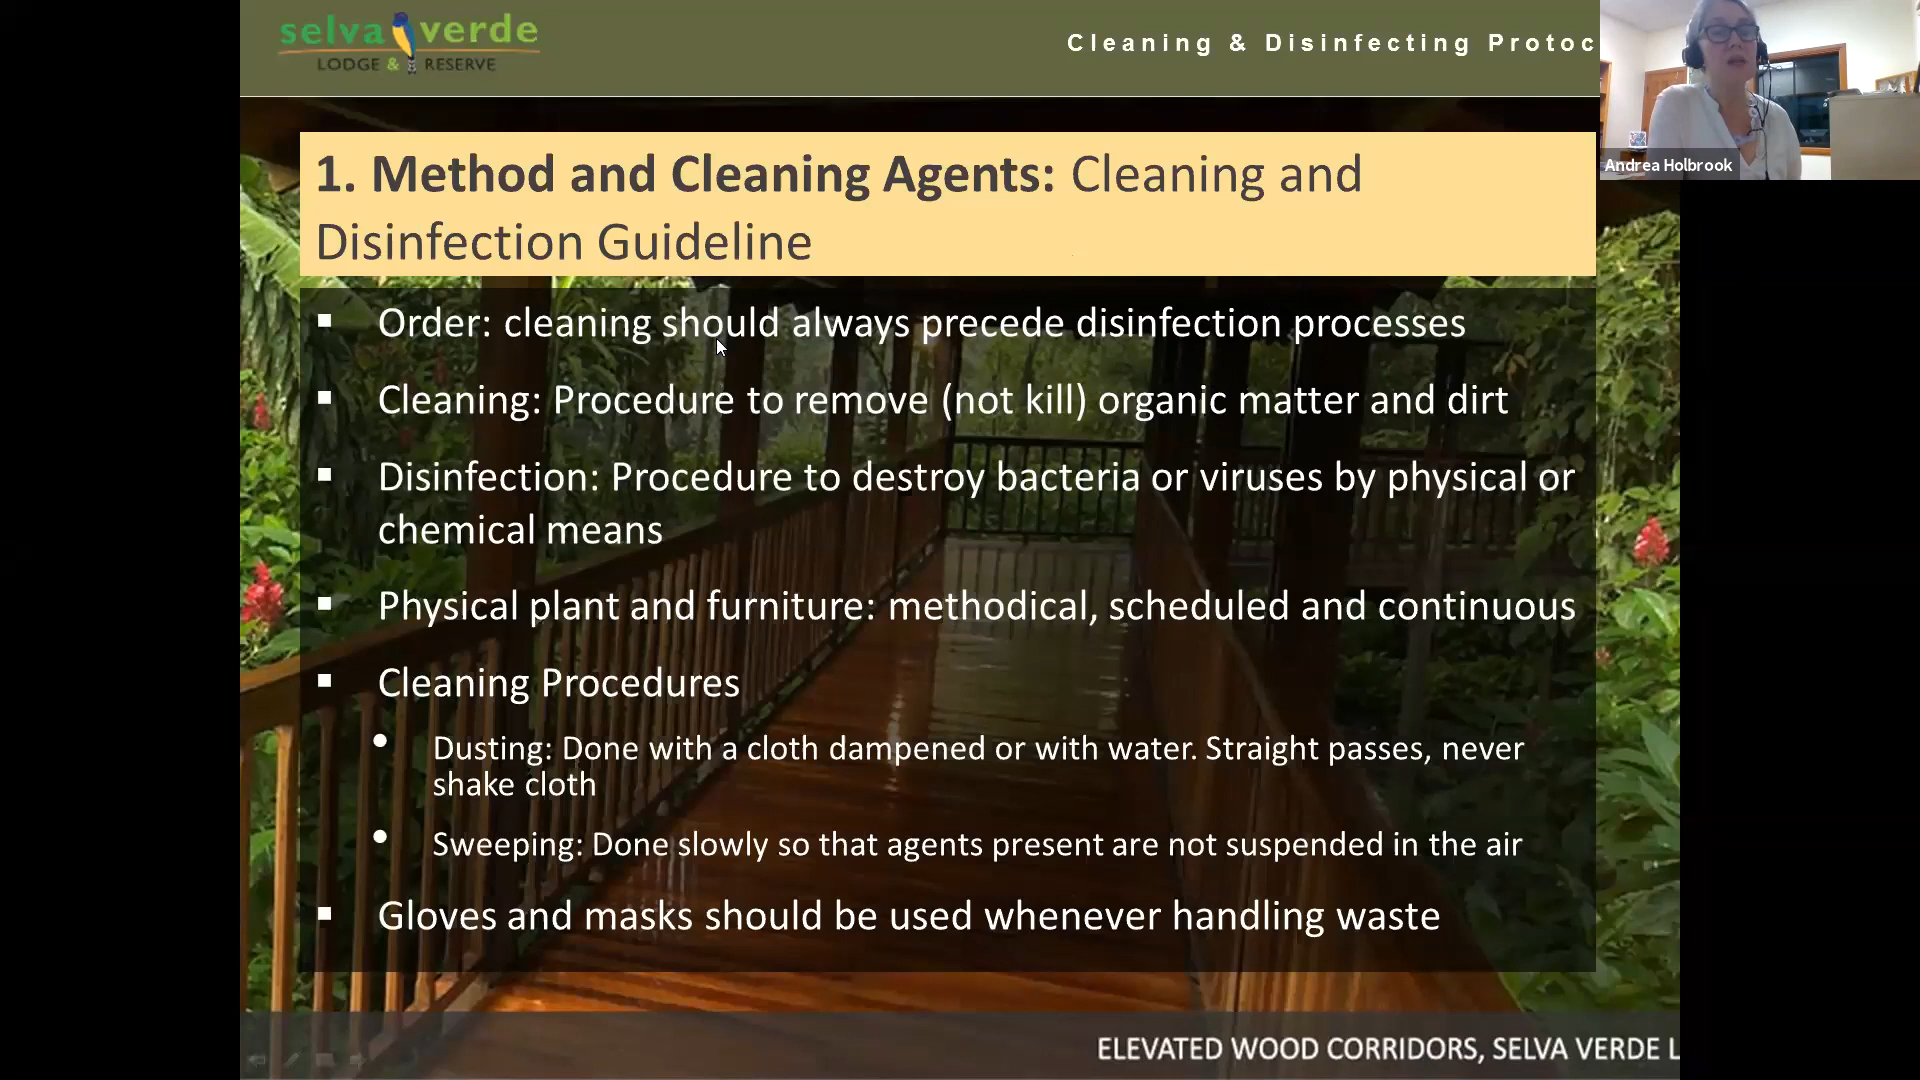 selva verde
LODGE & RESERVE
Cleaning & Disinfecting Protoc
Andrea Holbrook
1. Method and Cleaning Agents: Cleaning and
Disinfection Guideline
Order: cleaning should always precede disinfection processes
Cleaning: Procedure to remove (not kill) organic matter and dirt
Disinfection: Procedure to destroy bacteria or viruses by physical or
chemical means
Physical plant and furniture: methodical, scheduled and continuous
Cleaning Procedures
Dusting: Done with a cloth dampened or with water. Straight passes, never
shake cloth
Sweeping: Done slowly so that agents present are not suspended in the air
Gloves and masks should be used whenever handling waste
ELEVATED WOOD CORRIDORS, SELVA VERDE L